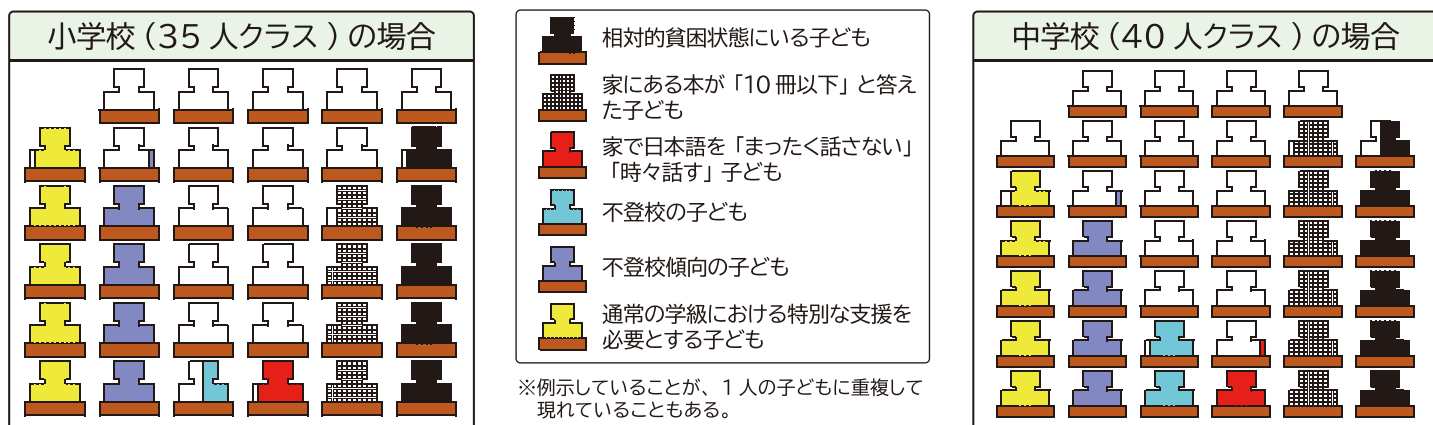 小学校(35人クラス)の場合
相対的貧困状態にいる子ども
家にある本が「10冊以下」と答え
た子ども
家で日本語を「まったく話さない」
「時々話す」子ども
不登校の子ども
不登校傾向の子ども
通常の学級における特別な支援を
必要とする子ども
※例示していることが、1人の子どもに重複して
現れていることもある。
中学校(40人クラス)の場合